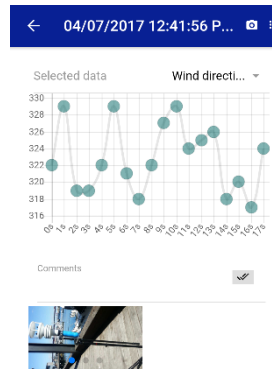 04/07/2017 12:41:56 P...
Selected data Wind directi...
330
328
326
324
322
320
318
316
0s 1s 2s 3s 4s 5s 6s 7s 8s 9s 10s 11s 12s 13s 14s 15s 16s 17s
Comments